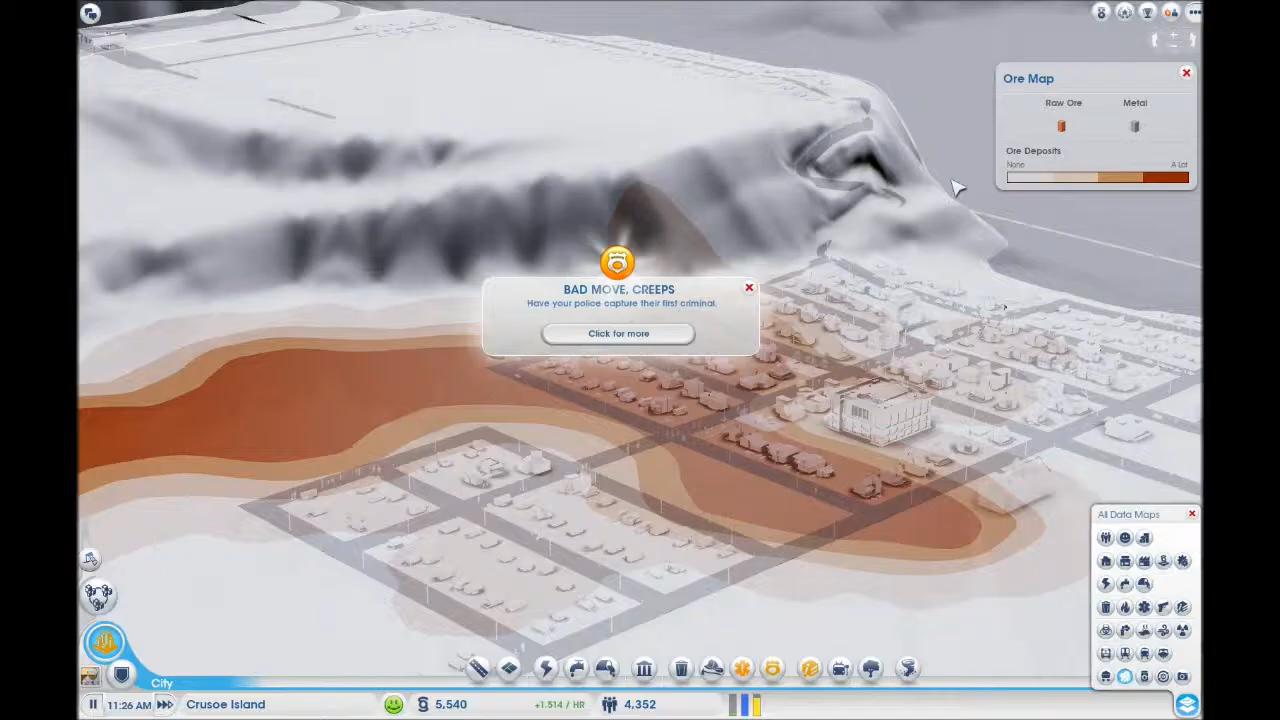 Ore Map
Raw Ore Metal
Ore Deposits
None A Lot
BAD MOVE, CREEPS
Have your police capture their first criminal.
Click for more
All Data Maps
City
11:26 AM Crusoe Island 5,540 +1,514 / HR 4,352